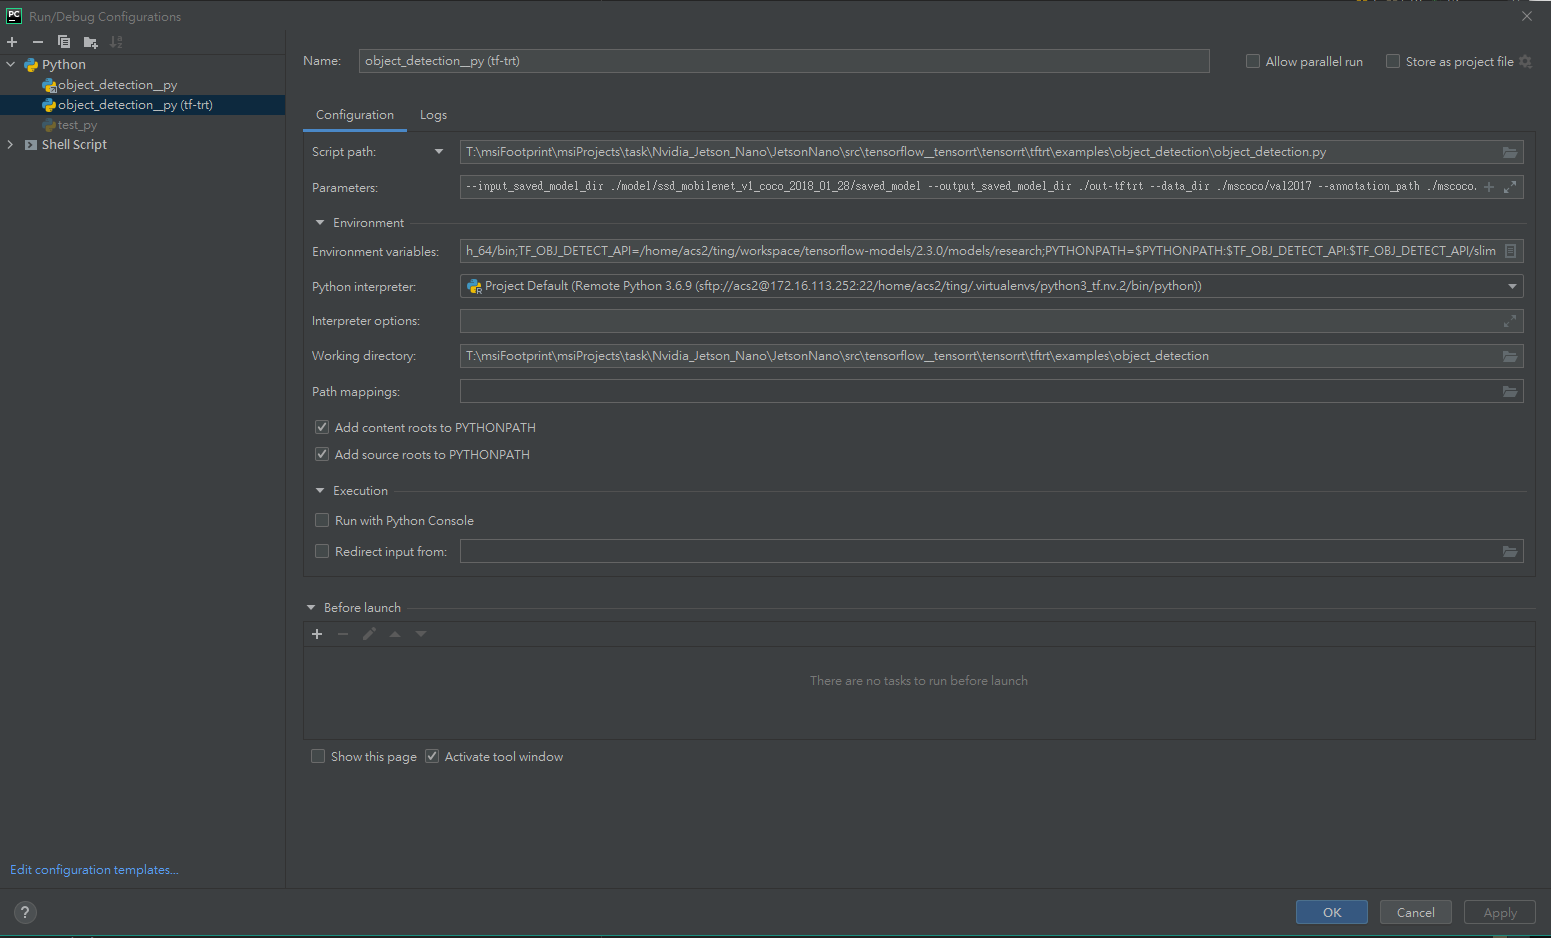 Run/Debug Configurations
Python
object_detection__py
object_detection__py (tf-trt)
test_py
Shell Script
Edit configuration templates...
Name: object_detection__py (tf-trt) Allow parallel run Store as project file
Configuration Logs
Script path: T:\msiFootprint\msiProjects\task\Nvidia_Jetson_Nano\JetsonNano\src\tensorflow__tensorrt\tensorrt\tftrt\examples\object_detection\object_detection.py
Parameters: --input_saved_model_dir ./model/ssd_mobilenet_v1_coco_2018_01_28/saved_model --output_saved_model_dir ./out-tftrt --data_dir ./mscoco/val2017 --annotation_path ./mscoco.
Environment
Environment variables: h_64/bin;TF_OBJ_DETECT_API=/home/acs2/ting/workspace/tensorflow-models/2.3.0/models/research;PYTHONPATH=$PYTHONPATH:$TF_OBJ_DETECT_API:$TF_OBJ_DETECT_API/slim
Python interpreter: Project Default (Remote Python 3.6.9 (sftp://acs2@172.16.113.252:22/home/acs2/ting/.virtualenvs/python3_tf.nv.2/bin/python))
Interpreter options:
Working directory: T:\msiFootprint\msiProjects\task\Nvidia_Jetson_Nano\JetsonNano\src\tensorflow__tensorrt\tensorrt\tftrt\examples\object_detection
Path mappings:
Add content roots to PYTHONPATH
Add source roots to PYTHONPATH
Execution
Run with Python Console
Redirect input from:
Before launch
There are no tasks to run before launch
Show this page Activate tool window
? OK Cancel Apply